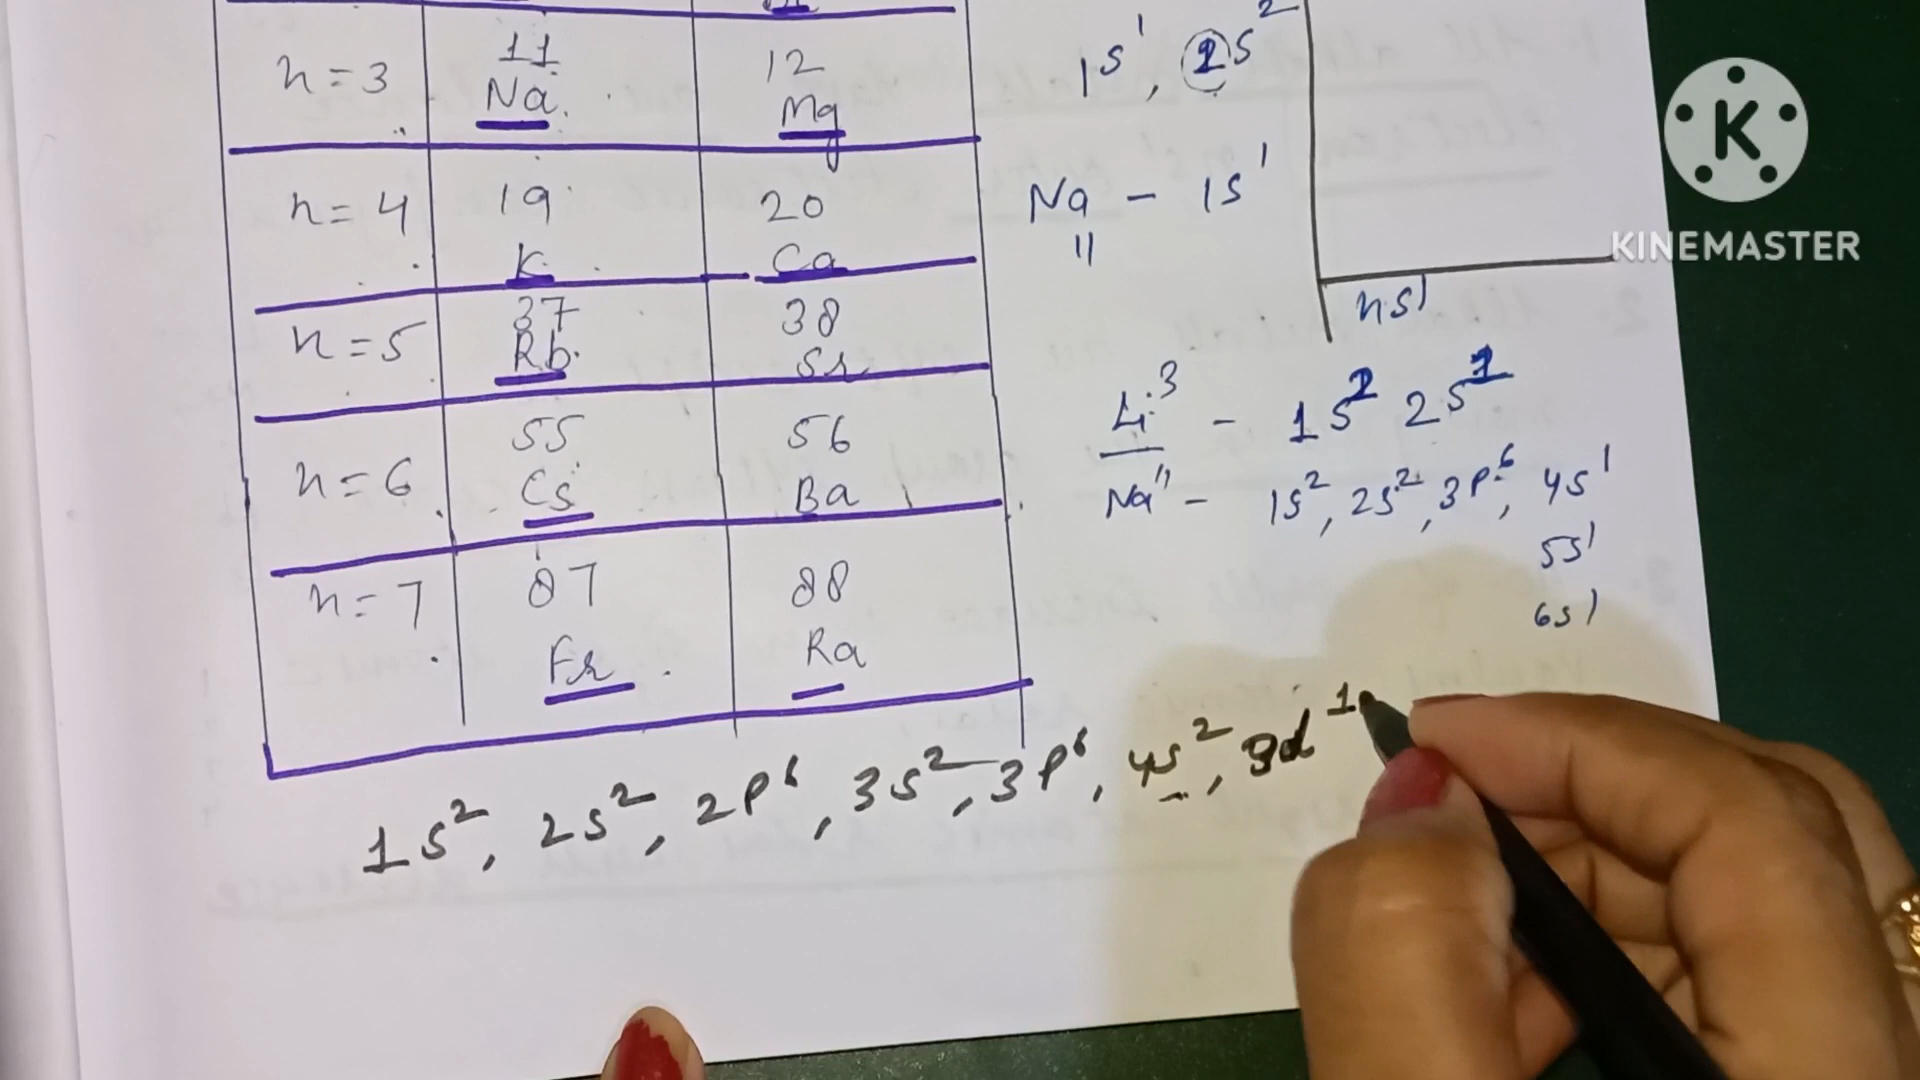 1s¹, 2s²
n=3 11 Na. 12 Mg
Na - 1s¹
11
n=4 19 K 20 Ca
ns¹
n=5 37 Rb 38 Sr
Li³ - 1s² 2s¹
n=6 55 Cs 56 Ba
Na¹¹ - 1s², 2s², 3p⁶, 4s¹
5s¹
6s¹
n=7 87 Fr 88 Ra
1s², 2s², 2p⁶, 3s², 3p⁶, 4s², 3d
K
KINEMASTER